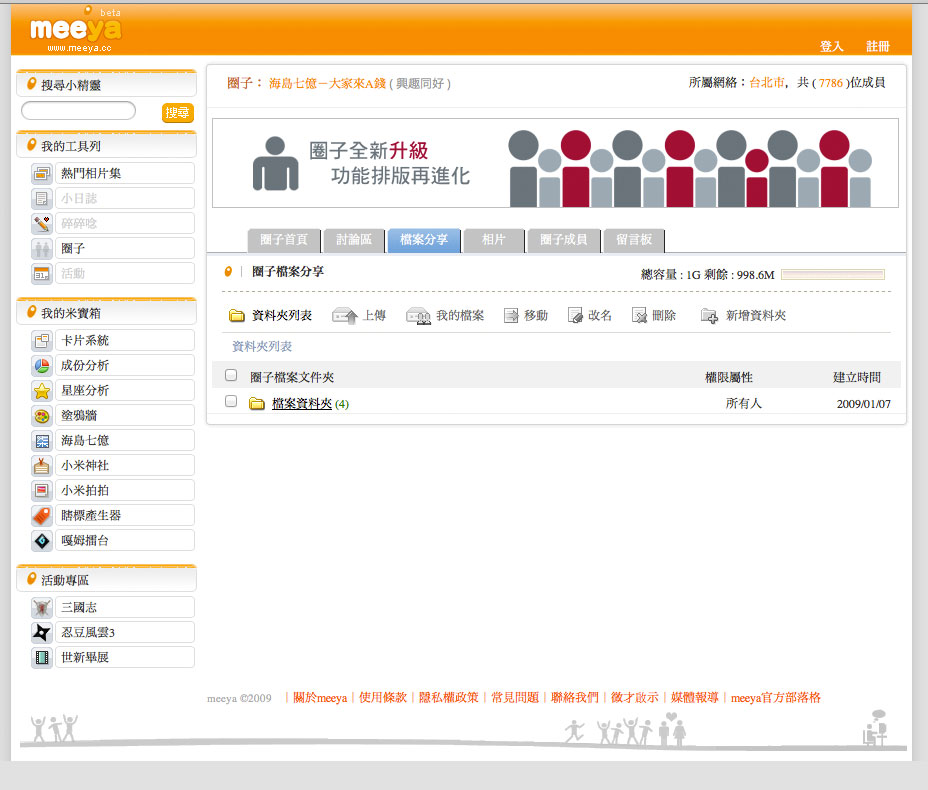 meeya beta
www.meeya.cc
登入 註冊
搜尋小精靈
搜尋
我的工具列
熱門相片集
小日誌
碎碎唸
圈子
31
活動
我的米寶箱
卡片系統
成份分析
星座分析
塗鴉牆
海島七億
小米神社
小米拍拍
瞎標產生器
嘎姆擂台
活動專區
三國志
忍豆風雲3
世新畢展
圈子： 海島七億－大家來A錢 ( 興趣同好 )
所屬網絡：台北市，共 ( 7786 )位成員
圈子全新升級
功能排版再進化
圈子首頁 討論區 檔案分享 相片 圈子成員 留言板
圈子檔案分享
總容量 : 1G 剩餘 : 998.6M
資料夾列表 上傳 我的檔案 移動 改名 刪除 新增資料夾
資料夾列表
圈子檔案文件夾 權限屬性 建立時間
檔案資料夾 (4) 所有人 2009/01/07
meeya ©2009 | 關於meeya | 使用條款 | 隱私權政策 | 常見問題 | 聯絡我們 | 徵才啟示 | 媒體報導 | meeya官方部落格